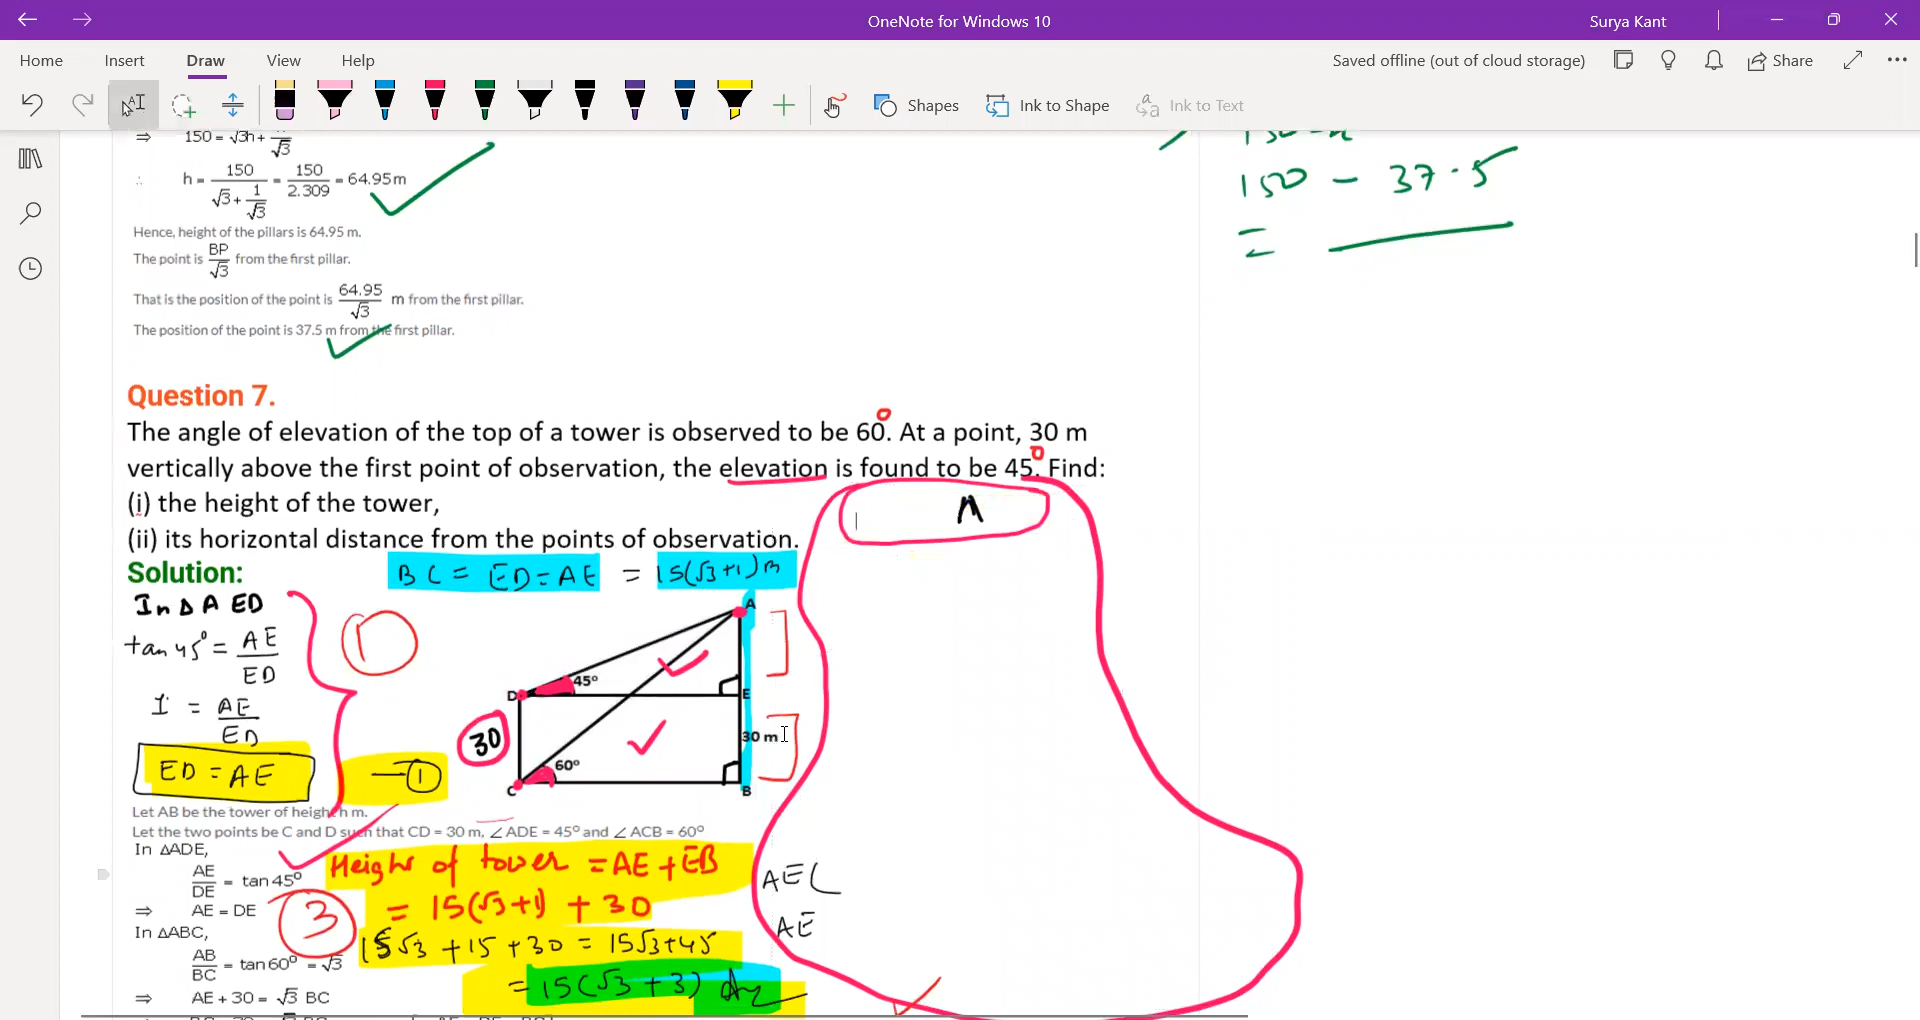 OneNote for Windows 10
Surya Kant
Home Insert Draw View Help
Saved offline (out of cloud storage) Share
Shapes Ink to Shape Ink to Text
⇒ 150 = √3h + /√3
∴ h = 150/(√3 + 1/√3) = 150/2.309 = 64.95m
150 - 37.5
=
Hence, height of the pillars is 64.95 m.
The point is BP/√3 from the first pillar.
That is the position of the point is 64.95/√3 m from the first pillar.
The position of the point is 37.5 m from the first pillar.
Question 7.
The angle of elevation of the top of a tower is observed to be 60°. At a point, 30 m
vertically above the first point of observation, the elevation is found to be 45°. Find:
(i) the height of the tower,
(ii) its horizontal distance from the points of observation.
Solution:
BC = ED = AE = 15(√3+1) m
In Δ AED
tan 45° = AE/ED
1 = AE/ED
ED = AE — ①
①
A
D 45° E
30
30 m
60°
C B
Let AB be the tower of height h m.
Let the two points be C and D such that CD = 30 m, ∠ADE = 45° and ∠ACB = 60°
In ΔADE,
AE/DE = tan 45°
⇒ AE = DE
In ΔABC,
AB/BC = tan 60° = √3
⇒ AE + 30 = √3 BC
③
Height of tower = AE + EB
= 15(√3+1) + 30
15√3 + 15 + 30 = 15√3 + 45
= 15(√3 + 3)
AE(
AE